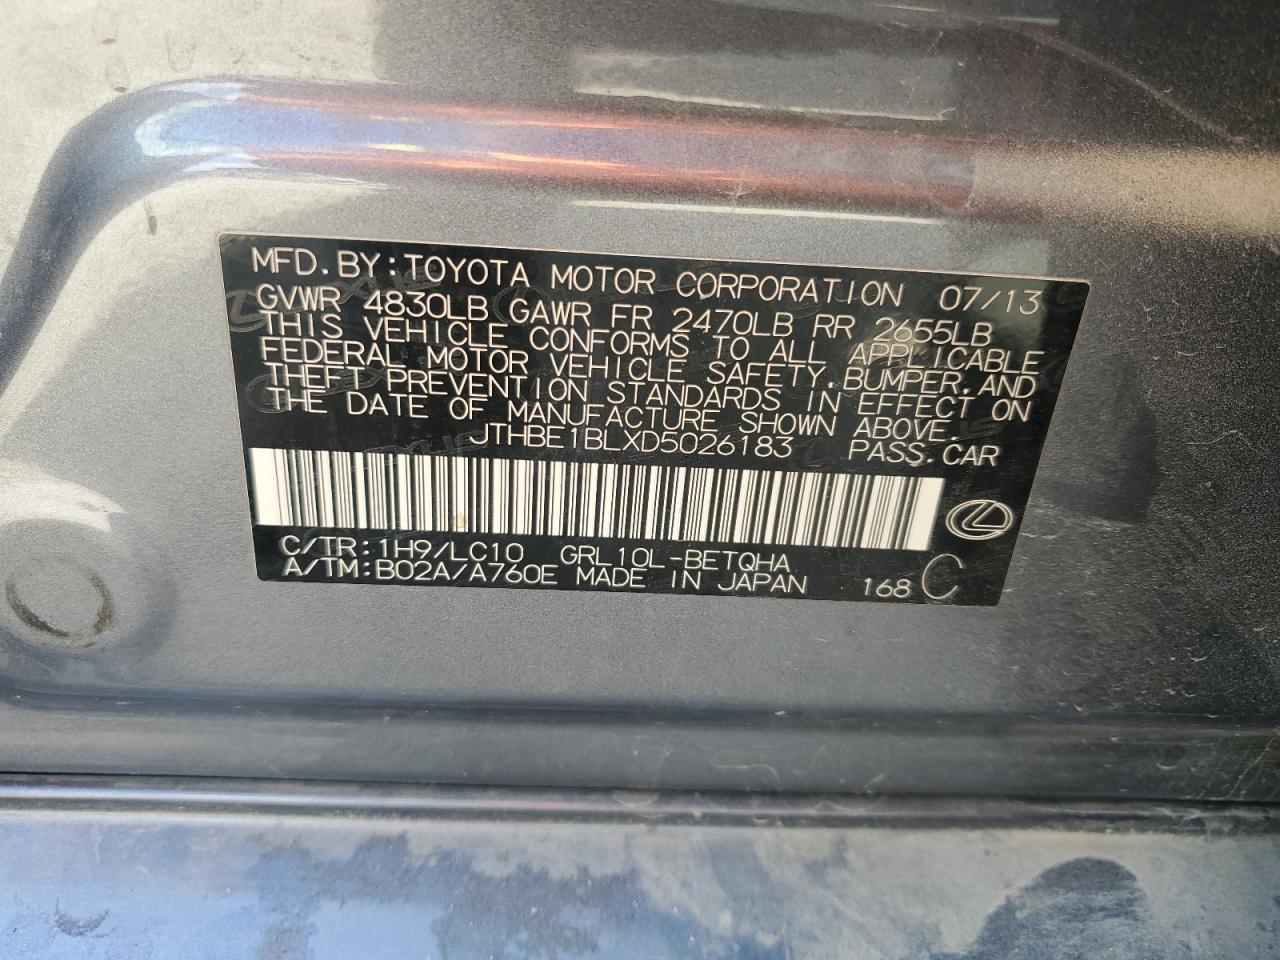 MFD. BY: TOYOTA MOTOR CORPORATION 07/13
GVWR 4830LB GAWR FR 2470LB RR 2655LB
THIS VEHICLE CONFORMS TO ALL APPLICABLE
FEDERAL MOTOR VEHICLE SAFETY, BUMPER, AND
THEFT PREVENTION STANDARDS IN EFFECT ON
THE DATE OF MANUFACTURE SHOWN ABOVE.
JTHBE1BLXD5026183 PASS. CAR
C/TR: 1H9/LC10 GRL10L-BETQHA
A/TM: B02A/A760E MADE IN JAPAN 168 C